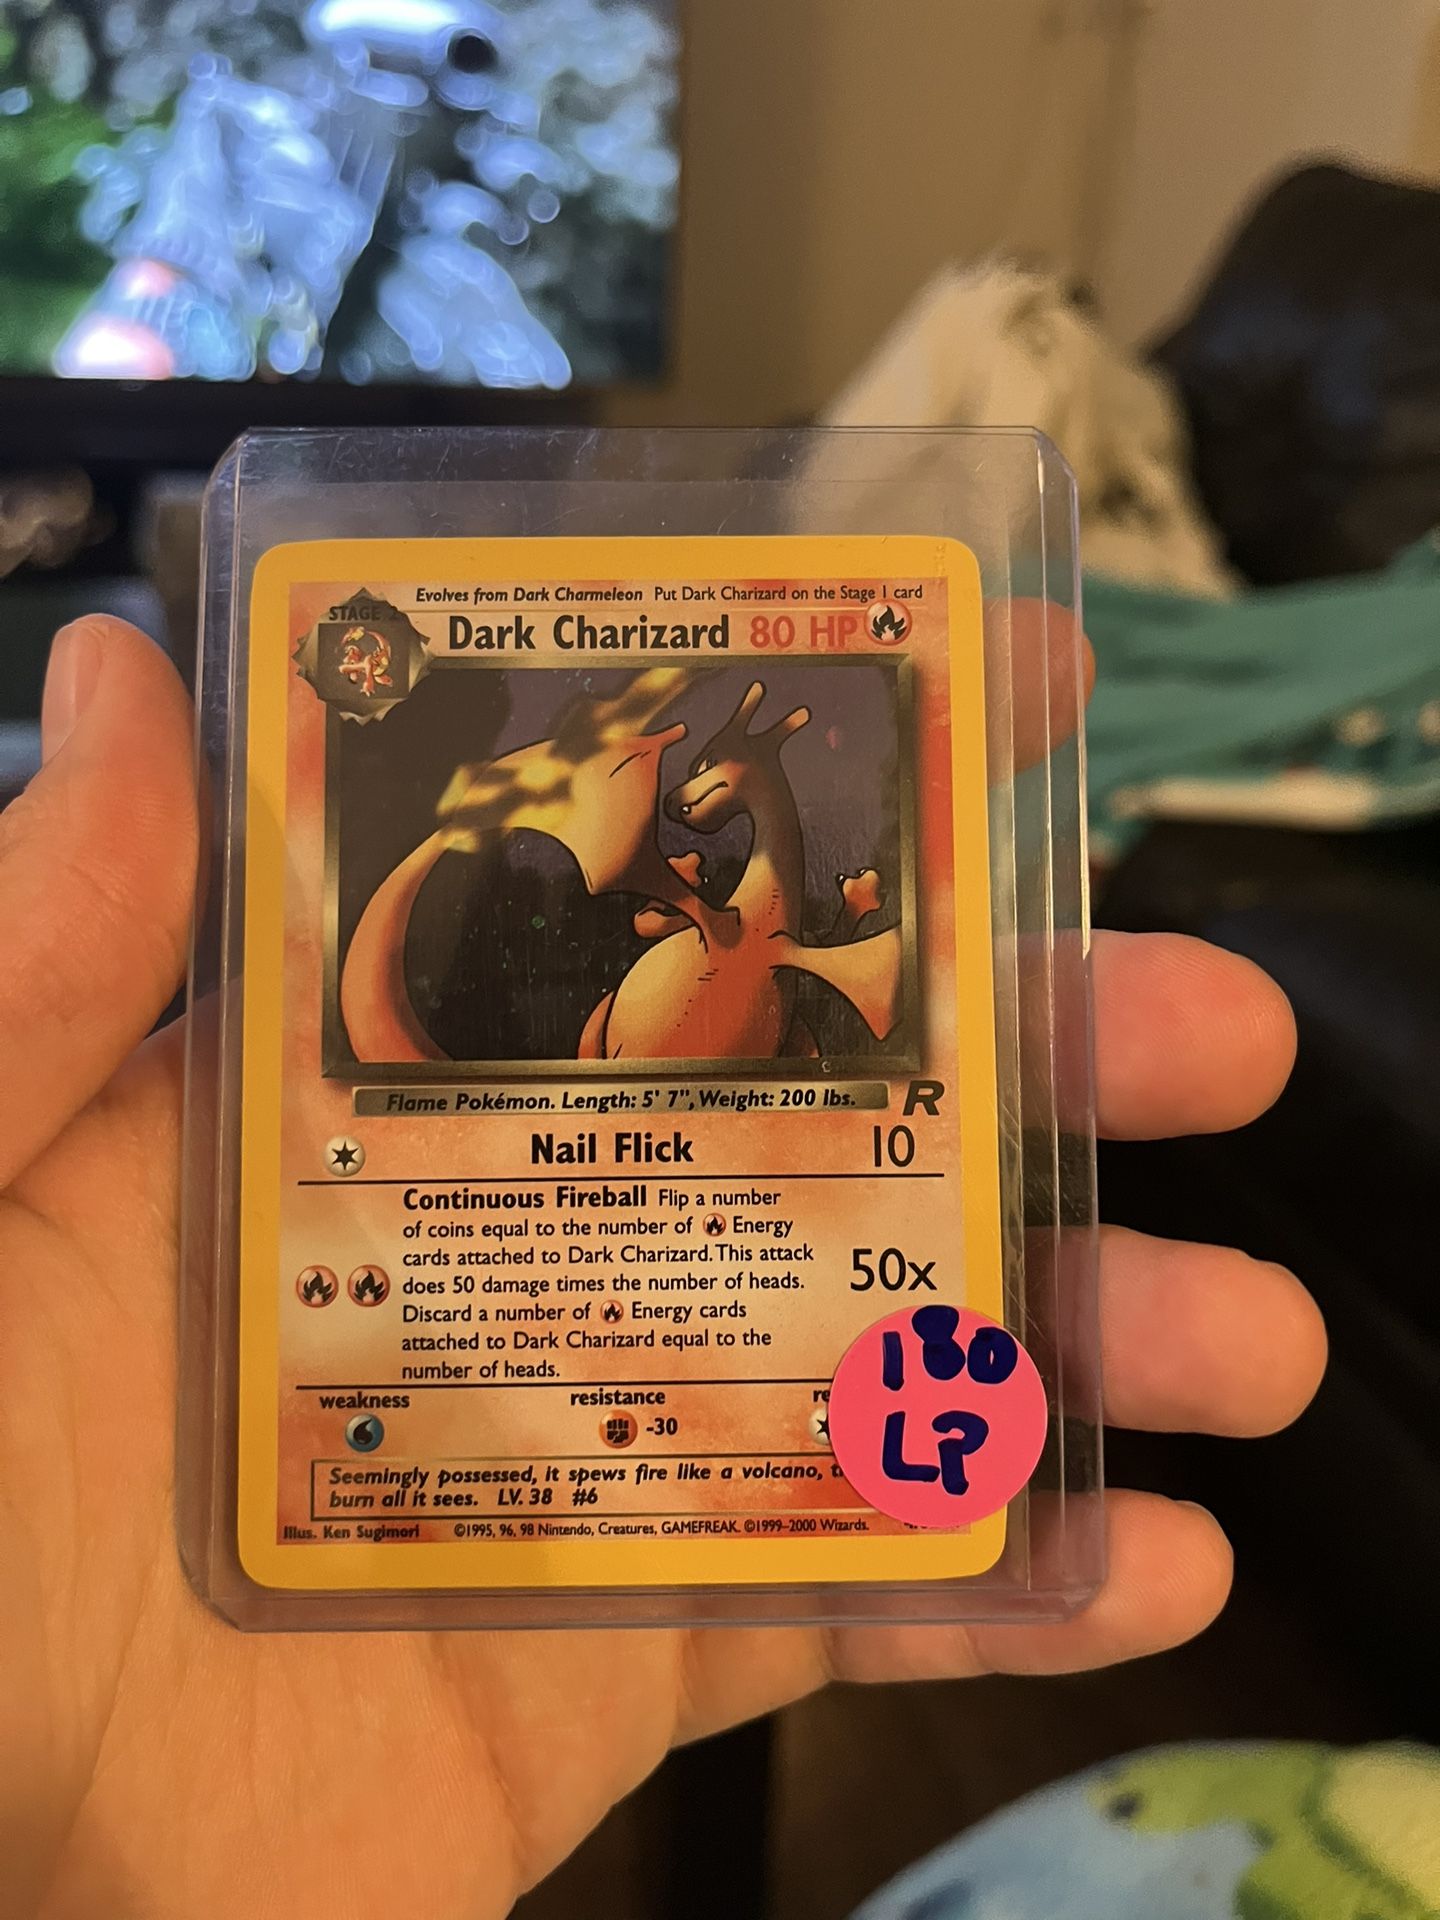 Evolves from Dark Charmeleon Put Dark Charizard on the Stage 1 card
STAGE 2
Dark Charizard 80 HP
Flame Pokémon. Length: 5' 7", Weight: 200 lbs.
R
Nail Flick 10
Continuous Fireball Flip a number
of coins equal to the number of Energy
cards attached to Dark Charizard. This attack
does 50 damage times the number of heads.
Discard a number of Energy cards
attached to Dark Charizard equal to the
number of heads.
50x
weakness resistance re
-30
180
LP
Seemingly possessed, it spews fire like a volcano, t
burn all it sees. LV. 38 #6
Illus. Ken Sugimori ©1995, 96, 98 Nintendo, Creatures, GAMEFREAK. ©1999-2000 Wizards.